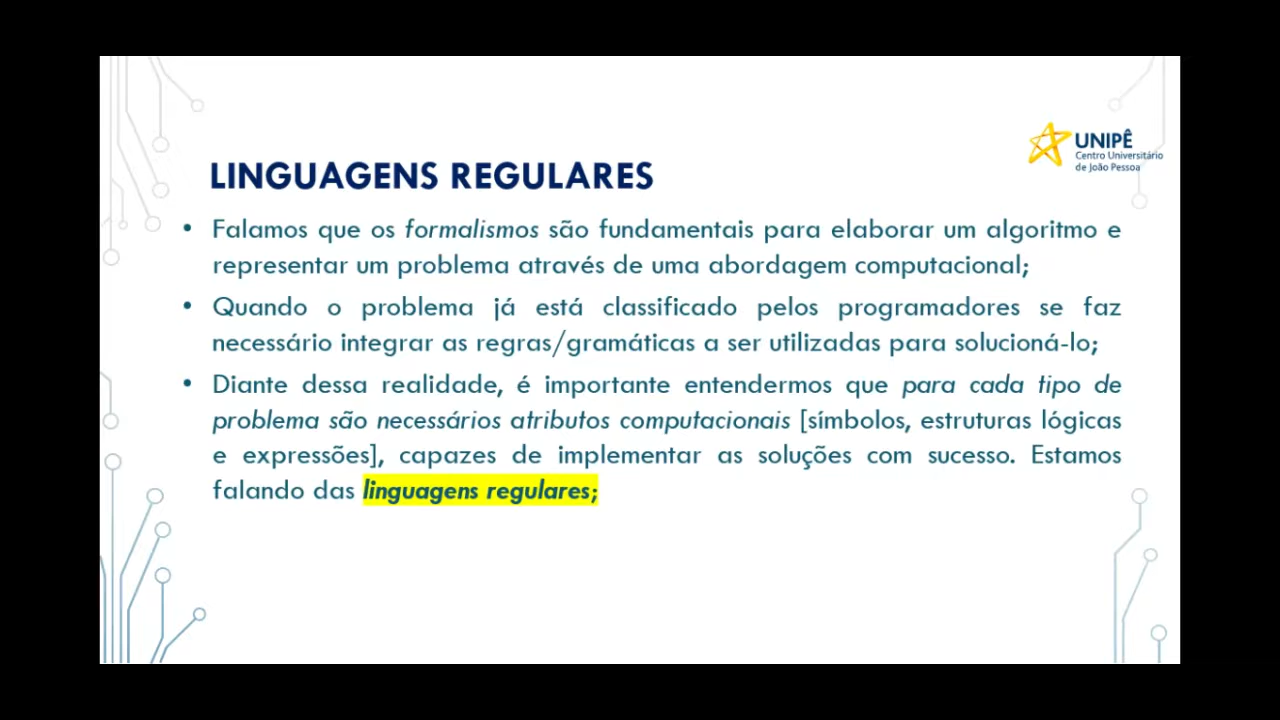 UNIPÊ
Centro Universitário
de João Pessoa
LINGUAGENS REGULARES
• Falamos que os formalismos são fundamentais para elaborar um algoritmo e
representar um problema através de uma abordagem computacional;
• Quando o problema já está classificado pelos programadores se faz
necessário integrar as regras/gramáticas a ser utilizadas para solucioná-lo;
• Diante dessa realidade, é importante entendermos que para cada tipo de
problema são necessários atributos computacionais [símbolos, estruturas lógicas
e expressões], capazes de implementar as soluções com sucesso. Estamos
falando das linguagens regulares;